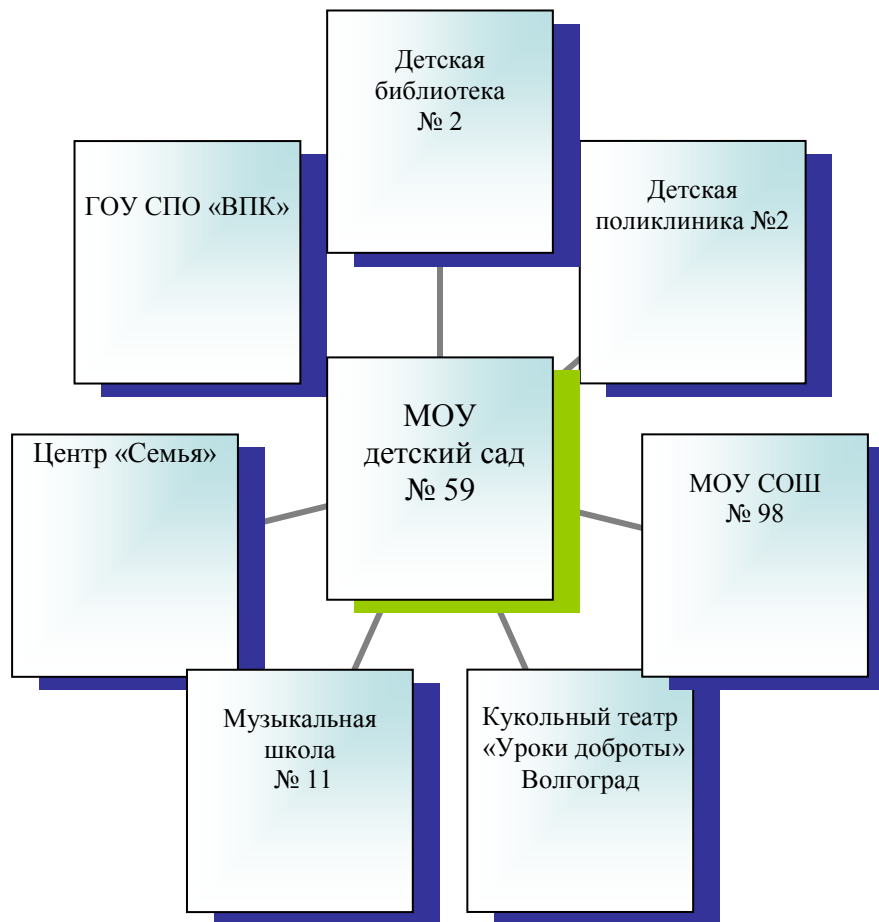 Детская
библиотека
№ 2
ГОУ СПО «ВПК»
Детская
поликлиника №2
МОУ
детский сад
№ 59
Центр «Семья»
МОУ СОШ
№ 98
Музыкальная
школа
№ 11
Кукольный театр
«Уроки доброты»
Волгоград